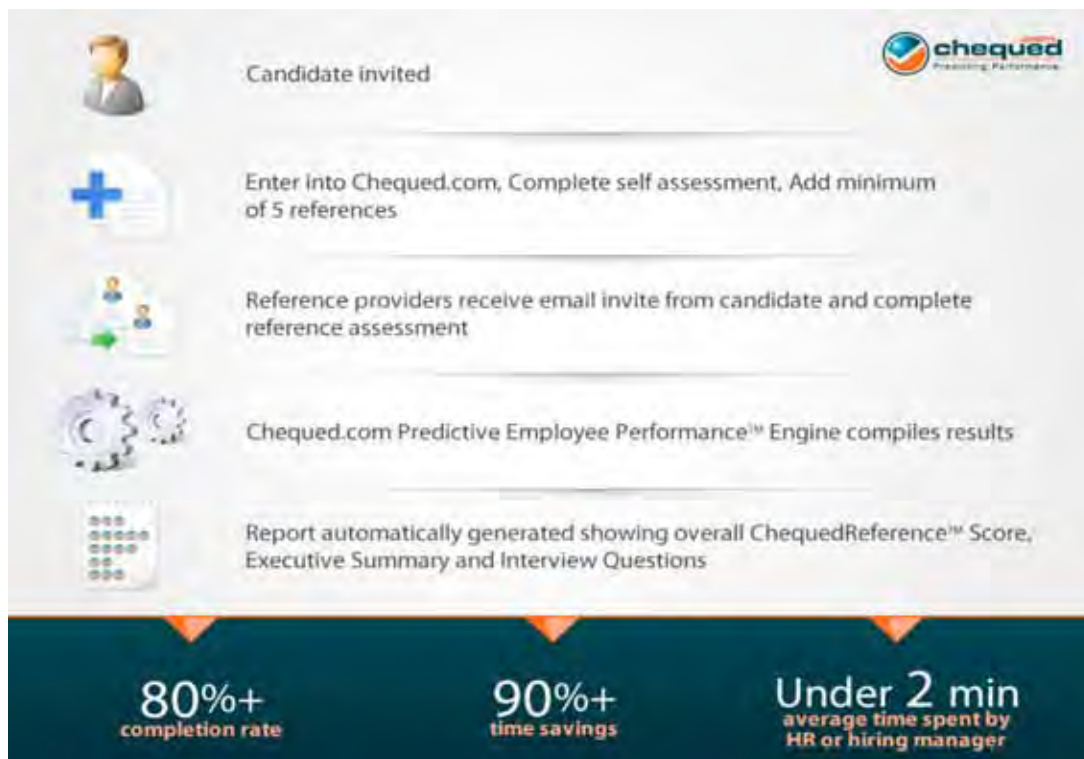 chequed
Predicting Performance.
Candidate invited
Enter into Chequed.com, Complete self assessment, Add minimum
of 5 references
Reference providers receive email invite from candidate and complete
reference assessment
Chequed.com Predictive Employee Performance™ Engine compiles results
Report automatically generated showing overall ChequedReference™ Score,
Executive Summary and Interview Questions
80%+
completion rate
90%+
time savings
Under 2 min
average time spent by
HR or hiring manager